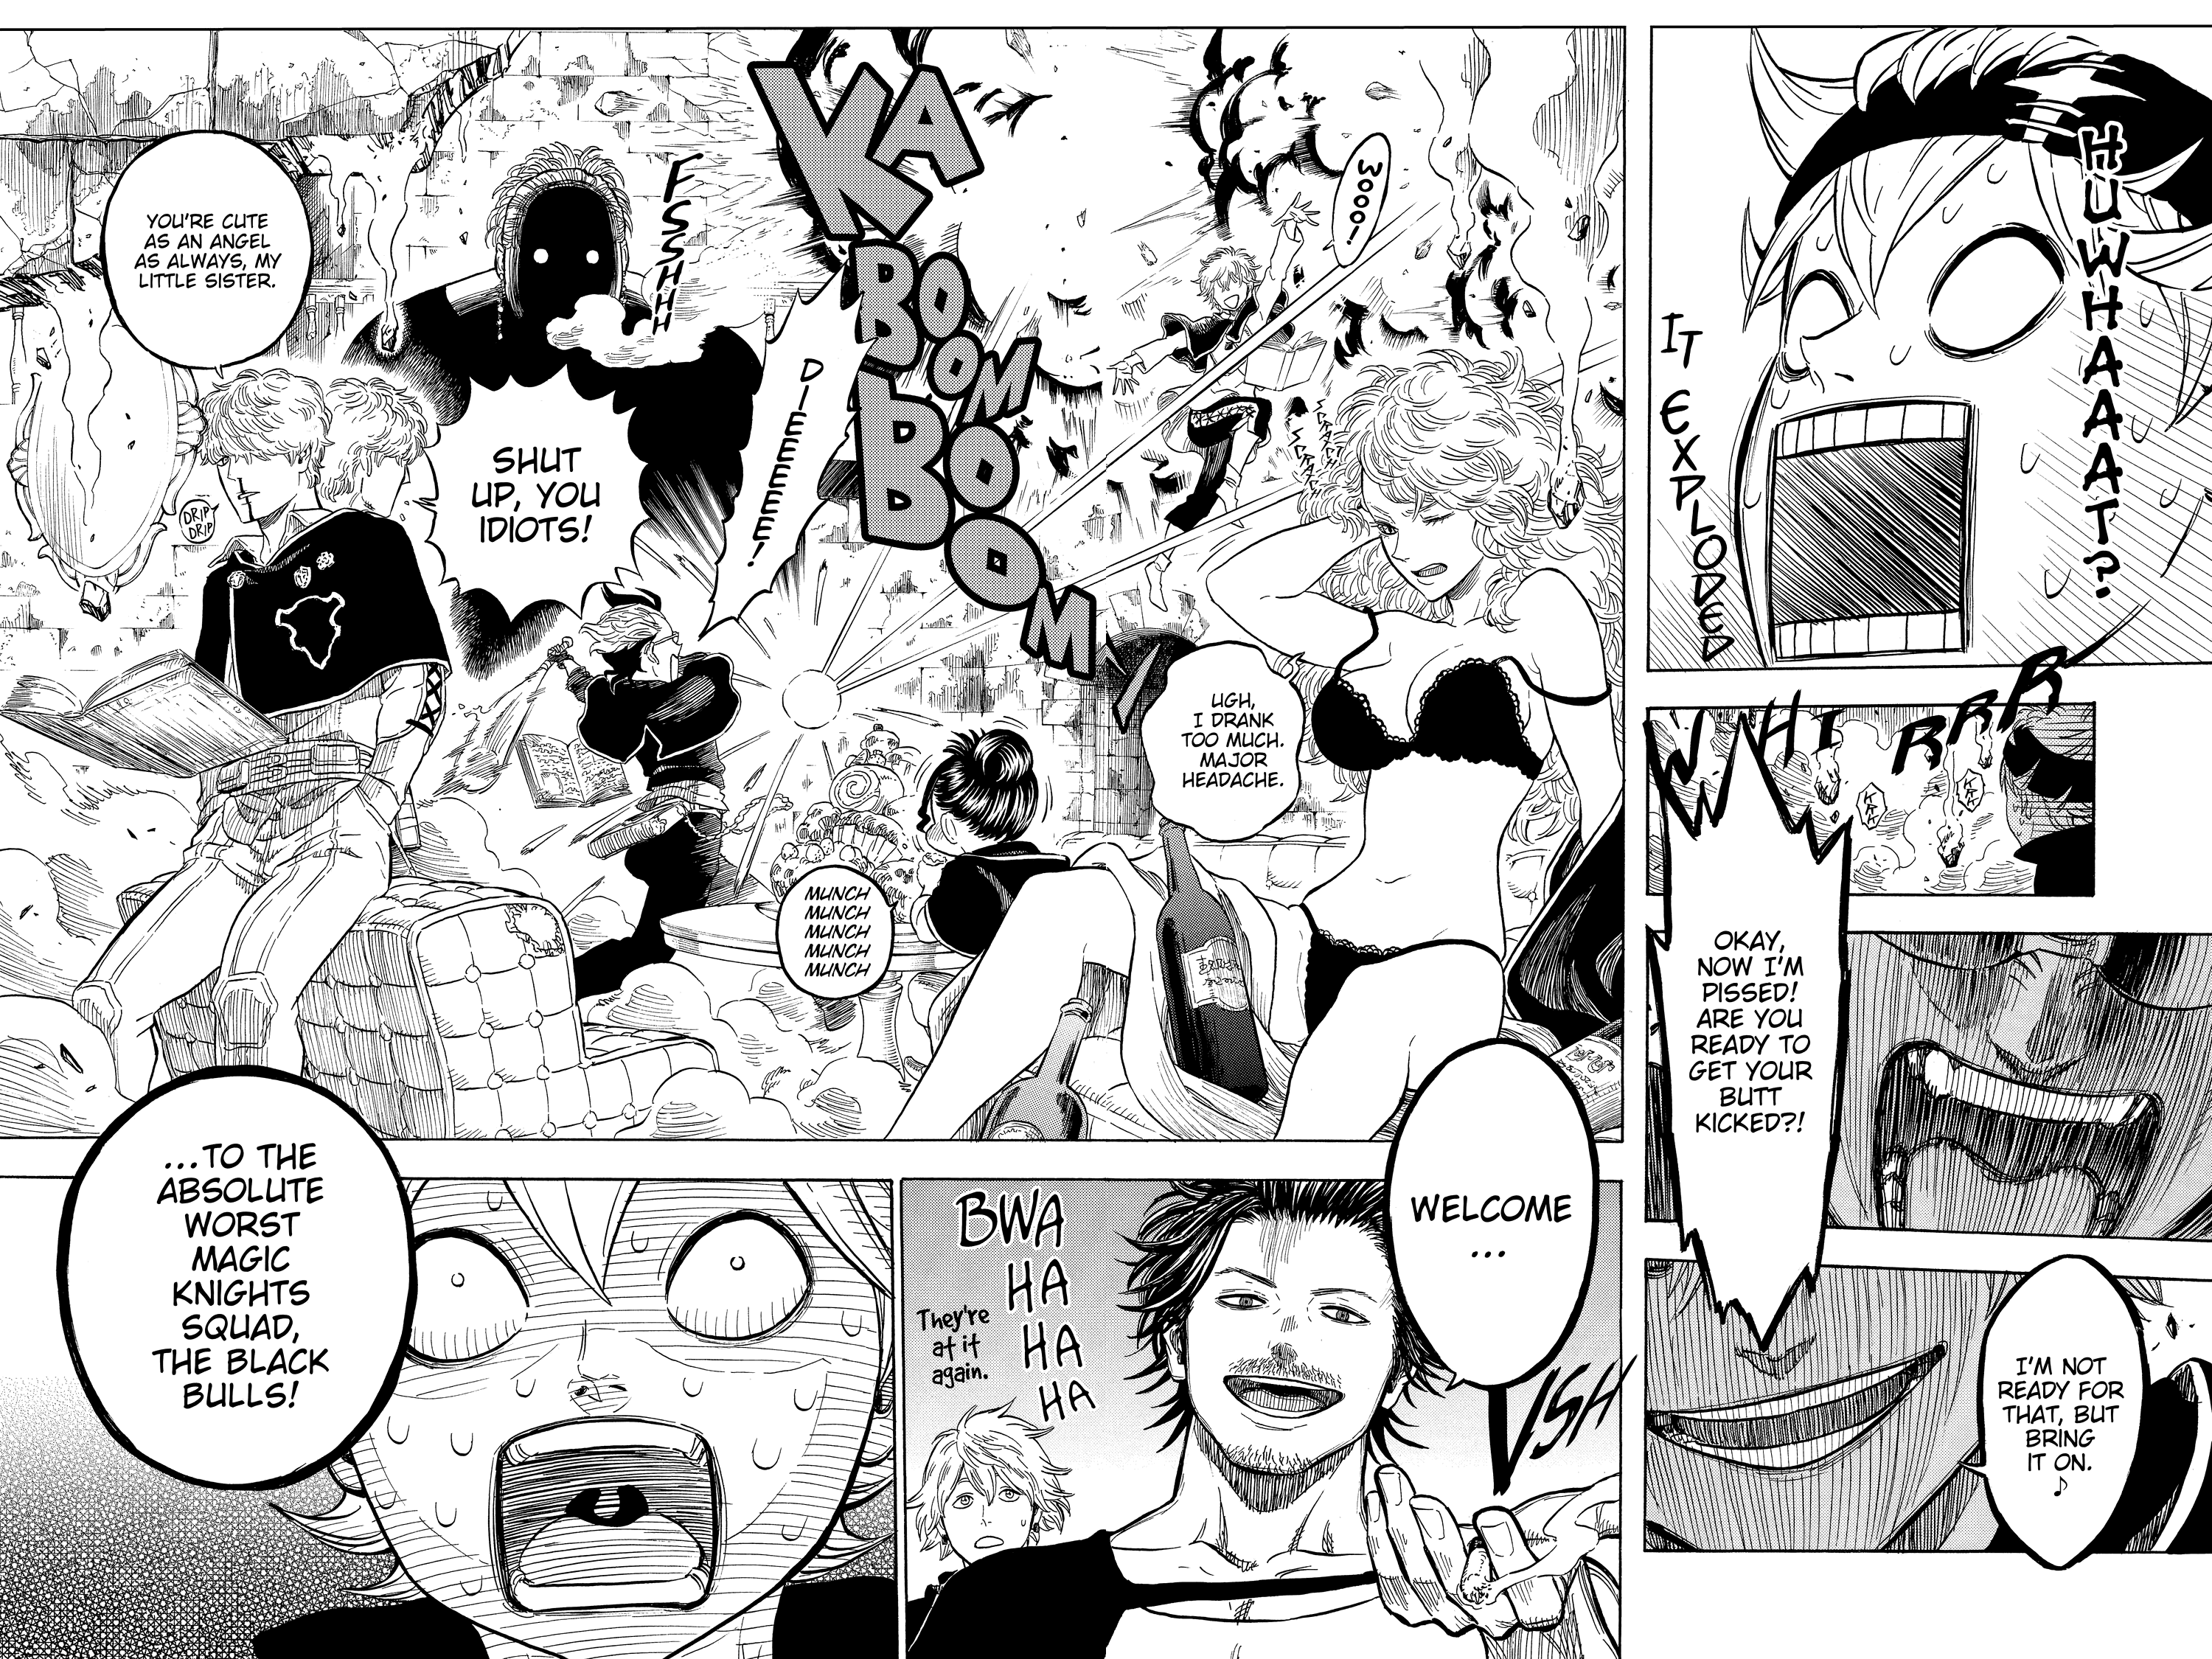 HUWHAAAT?
IT EXPLODED
WHIRRR
OKAY,
NOW I'M
PISSED!
ARE YOU
READY TO
GET YOUR
BUTT
KICKED?!
I'M NOT
READY FOR
THAT, BUT
BRING
IT ON.
♪
KA
BOOM
BOOOM
WOOO!
UGH,
I DRANK
TOO MUCH.
MAJOR
HEADACHE.
DIEEEEE!
MUNCH
MUNCH
MUNCH
MUNCH
MUNCH
FSSHHH
SHUT
UP, YOU
IDIOTS!
YOU'RE CUTE
AS AN ANGEL
AS ALWAYS, MY
LITTLE SISTER.
DRIP
DRIP
WELCOME
...
VSH
BWA
HA
HA
HA
They're
at it
again.
...TO THE
ABSOLUTE
WORST
MAGIC
KNIGHTS
SQUAD,
THE BLACK
BULLS!